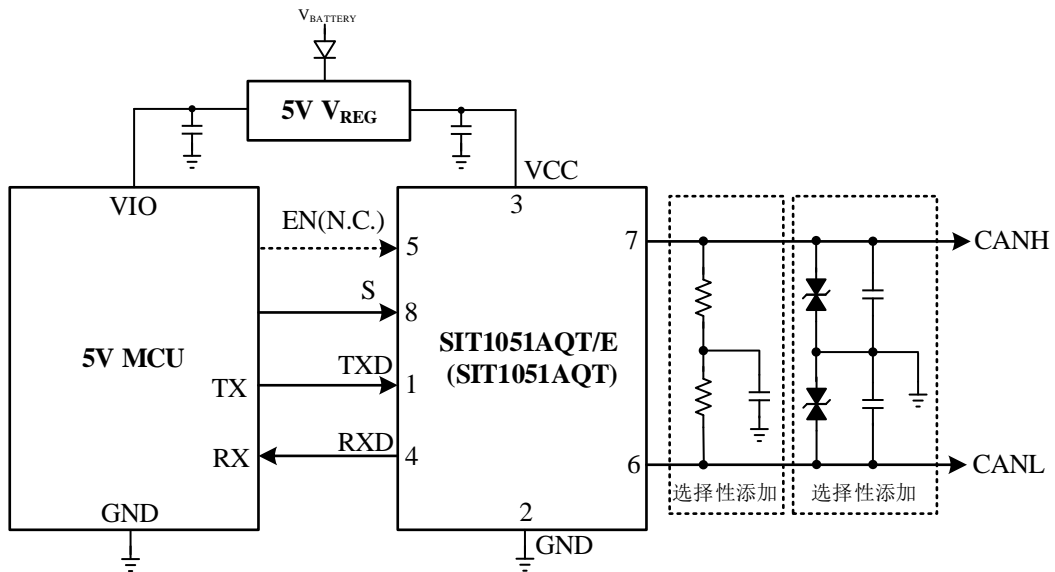 VBATTERY
5V VREG
VCC
VIO
3
EN(N.C.)
5
7
CANH
S
8
5V MCU
SIT1051AQT/E
(SIT1051AQT)
TXD
TX
1
RXD
RX
4
6
CANL
选择性添加
选择性添加
GND
2
GND